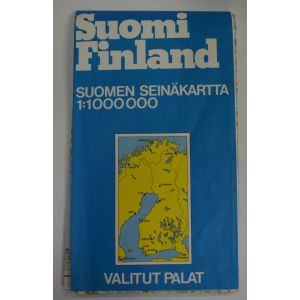 Suomi
Finland
SUOMEN SEINÄKARTTA
1:1000000
VALITUT PALAT